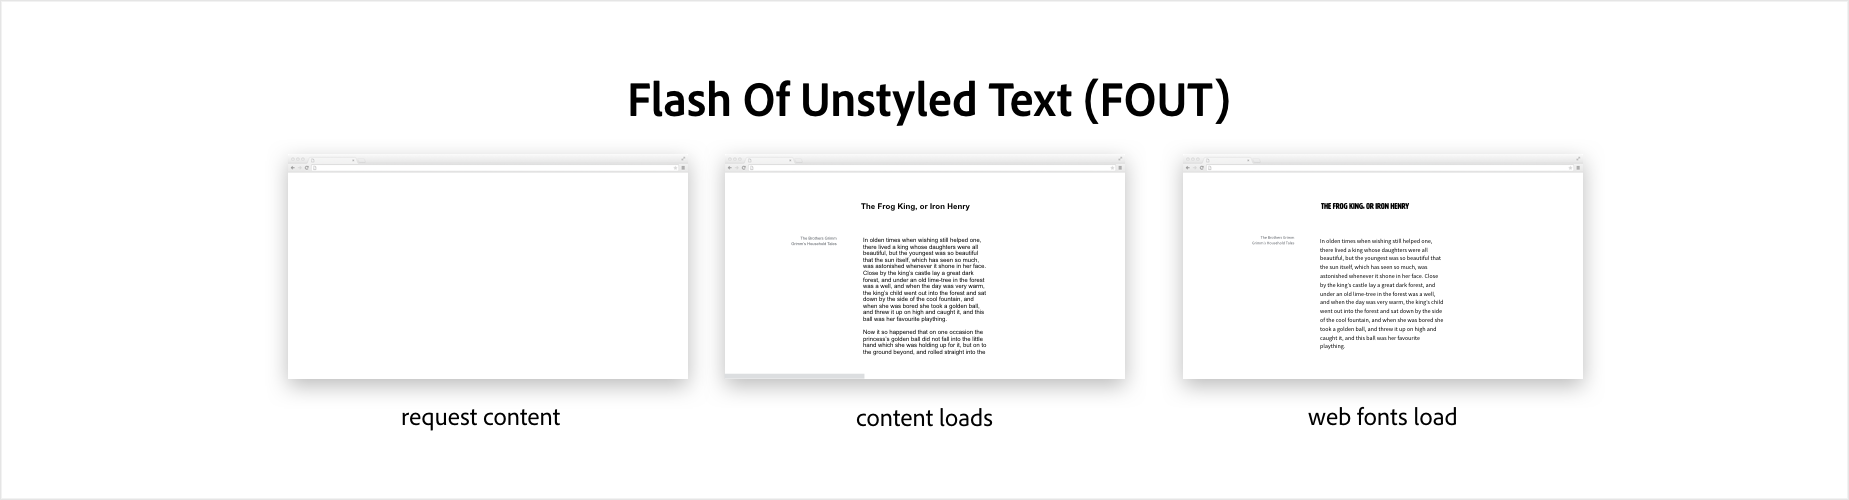 Flash Of Unstyled Text (FOUT)
The Frog King, or Iron Henry
The Brothers Grimm
Grimm's Household Tales
In olden times when wishing still helped one,
there lived a king whose daughters were all
beautiful, but the youngest was so beautiful
that the sun itself, which has seen so much,
was astonished whenever it shone in her face.
Close by the king's castle lay a great dark
forest, and under an old lime-tree in the forest
was a well, and when the day was very warm,
the king's child went out into the forest and sat
down by the side of the cool fountain, and
when she was bored she took a golden ball,
and threw it up on high and caught it, and this
ball was her favourite plaything.
Now it so happened that on one occasion the
princess's golden ball did not fall into the little
hand which she was holding up for it, but on to
the ground beyond, and rolled straight into the
THE FROG KING, OR IRON HENRY
The Brothers Grimm
Grimm's Household Tales
In olden times when wishing still helped one,
there lived a king whose daughters were all
beautiful, but the youngest was so beautiful that
the sun itself, which has seen so much, was
astonished whenever it shone in her face. Close
by the king's castle lay a great dark forest, and
under an old lime-tree in the forest was a well,
and when the day was very warm, the king's child
went out into the forest and sat down by the side
of the cool fountain, and when she was bored she
took a golden ball, and threw it up on high and
caught it, and this ball was her favourite
plaything.
request content
content loads
web fonts load